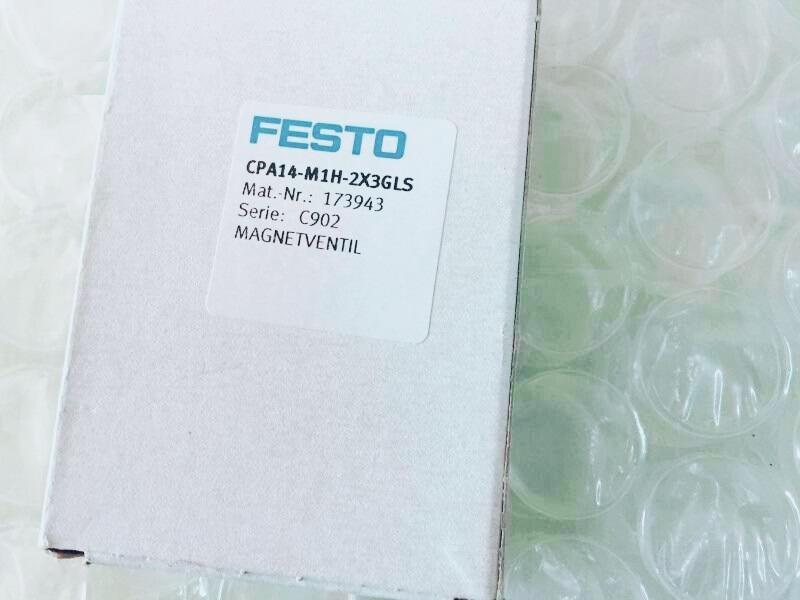 FESTO
CPA14-M1H-2X3GLS
Mat.-Nr.: 173943
Serie: C902
MAGNETVENTIL